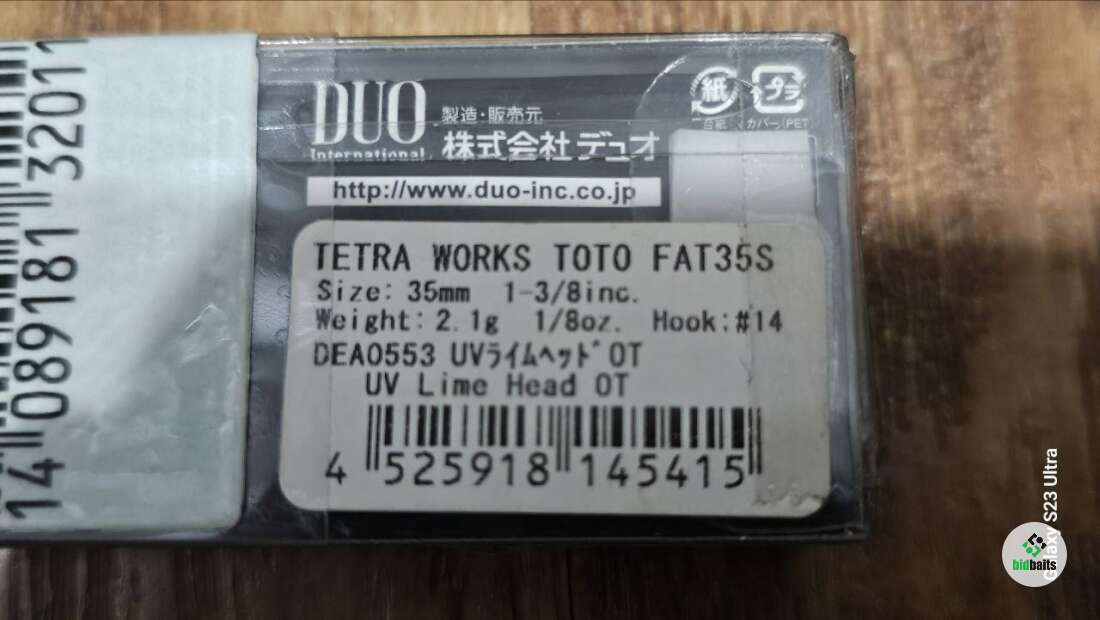 DUO
International
製造・販売元
株式会社デュオ
http://www.duo-inc.co.jp
紙
台紙
プラ
カバー:PET
TETRA WORKS TOTO FAT35S
Size: 35mm 1-3/8inc.
Weight: 2.1g 1/8oz. Hook:#14
DEA0553 UVライムヘッド OT
UV Lime Head OT
4 525918 145415
14 089181 32011
Galaxy S23 Ultra
bidbaits